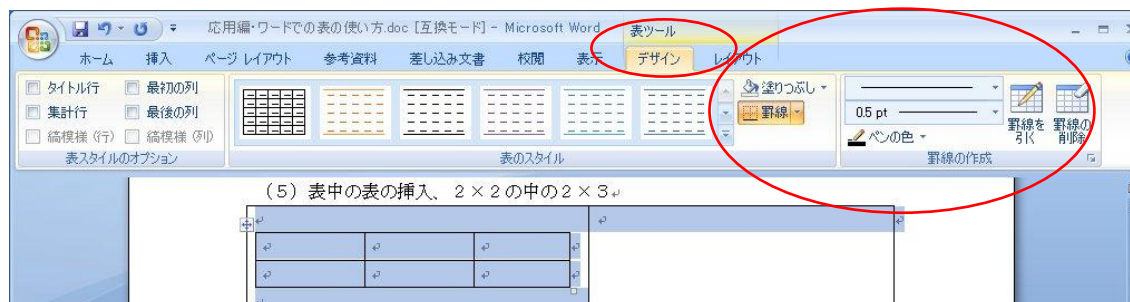 応用編・ワードでの表の使い方.doc [互換モード] - Microsoft Word
表ツール
ホーム 挿入 ページ レイアウト 参考資料 差し込み文書 校閲 表示 デザイン レイアウト
タイトル行 最初の列
集計行 最後の列
縞模様 (行) 縞模様 (列)
表スタイルのオプション
塗りつぶし
罫線
表のスタイル
0.5 pt
ペンの色
罫線を引く
罫線の削除
罫線の作成
(5) 表中の表の挿入、2×2の中の2×3